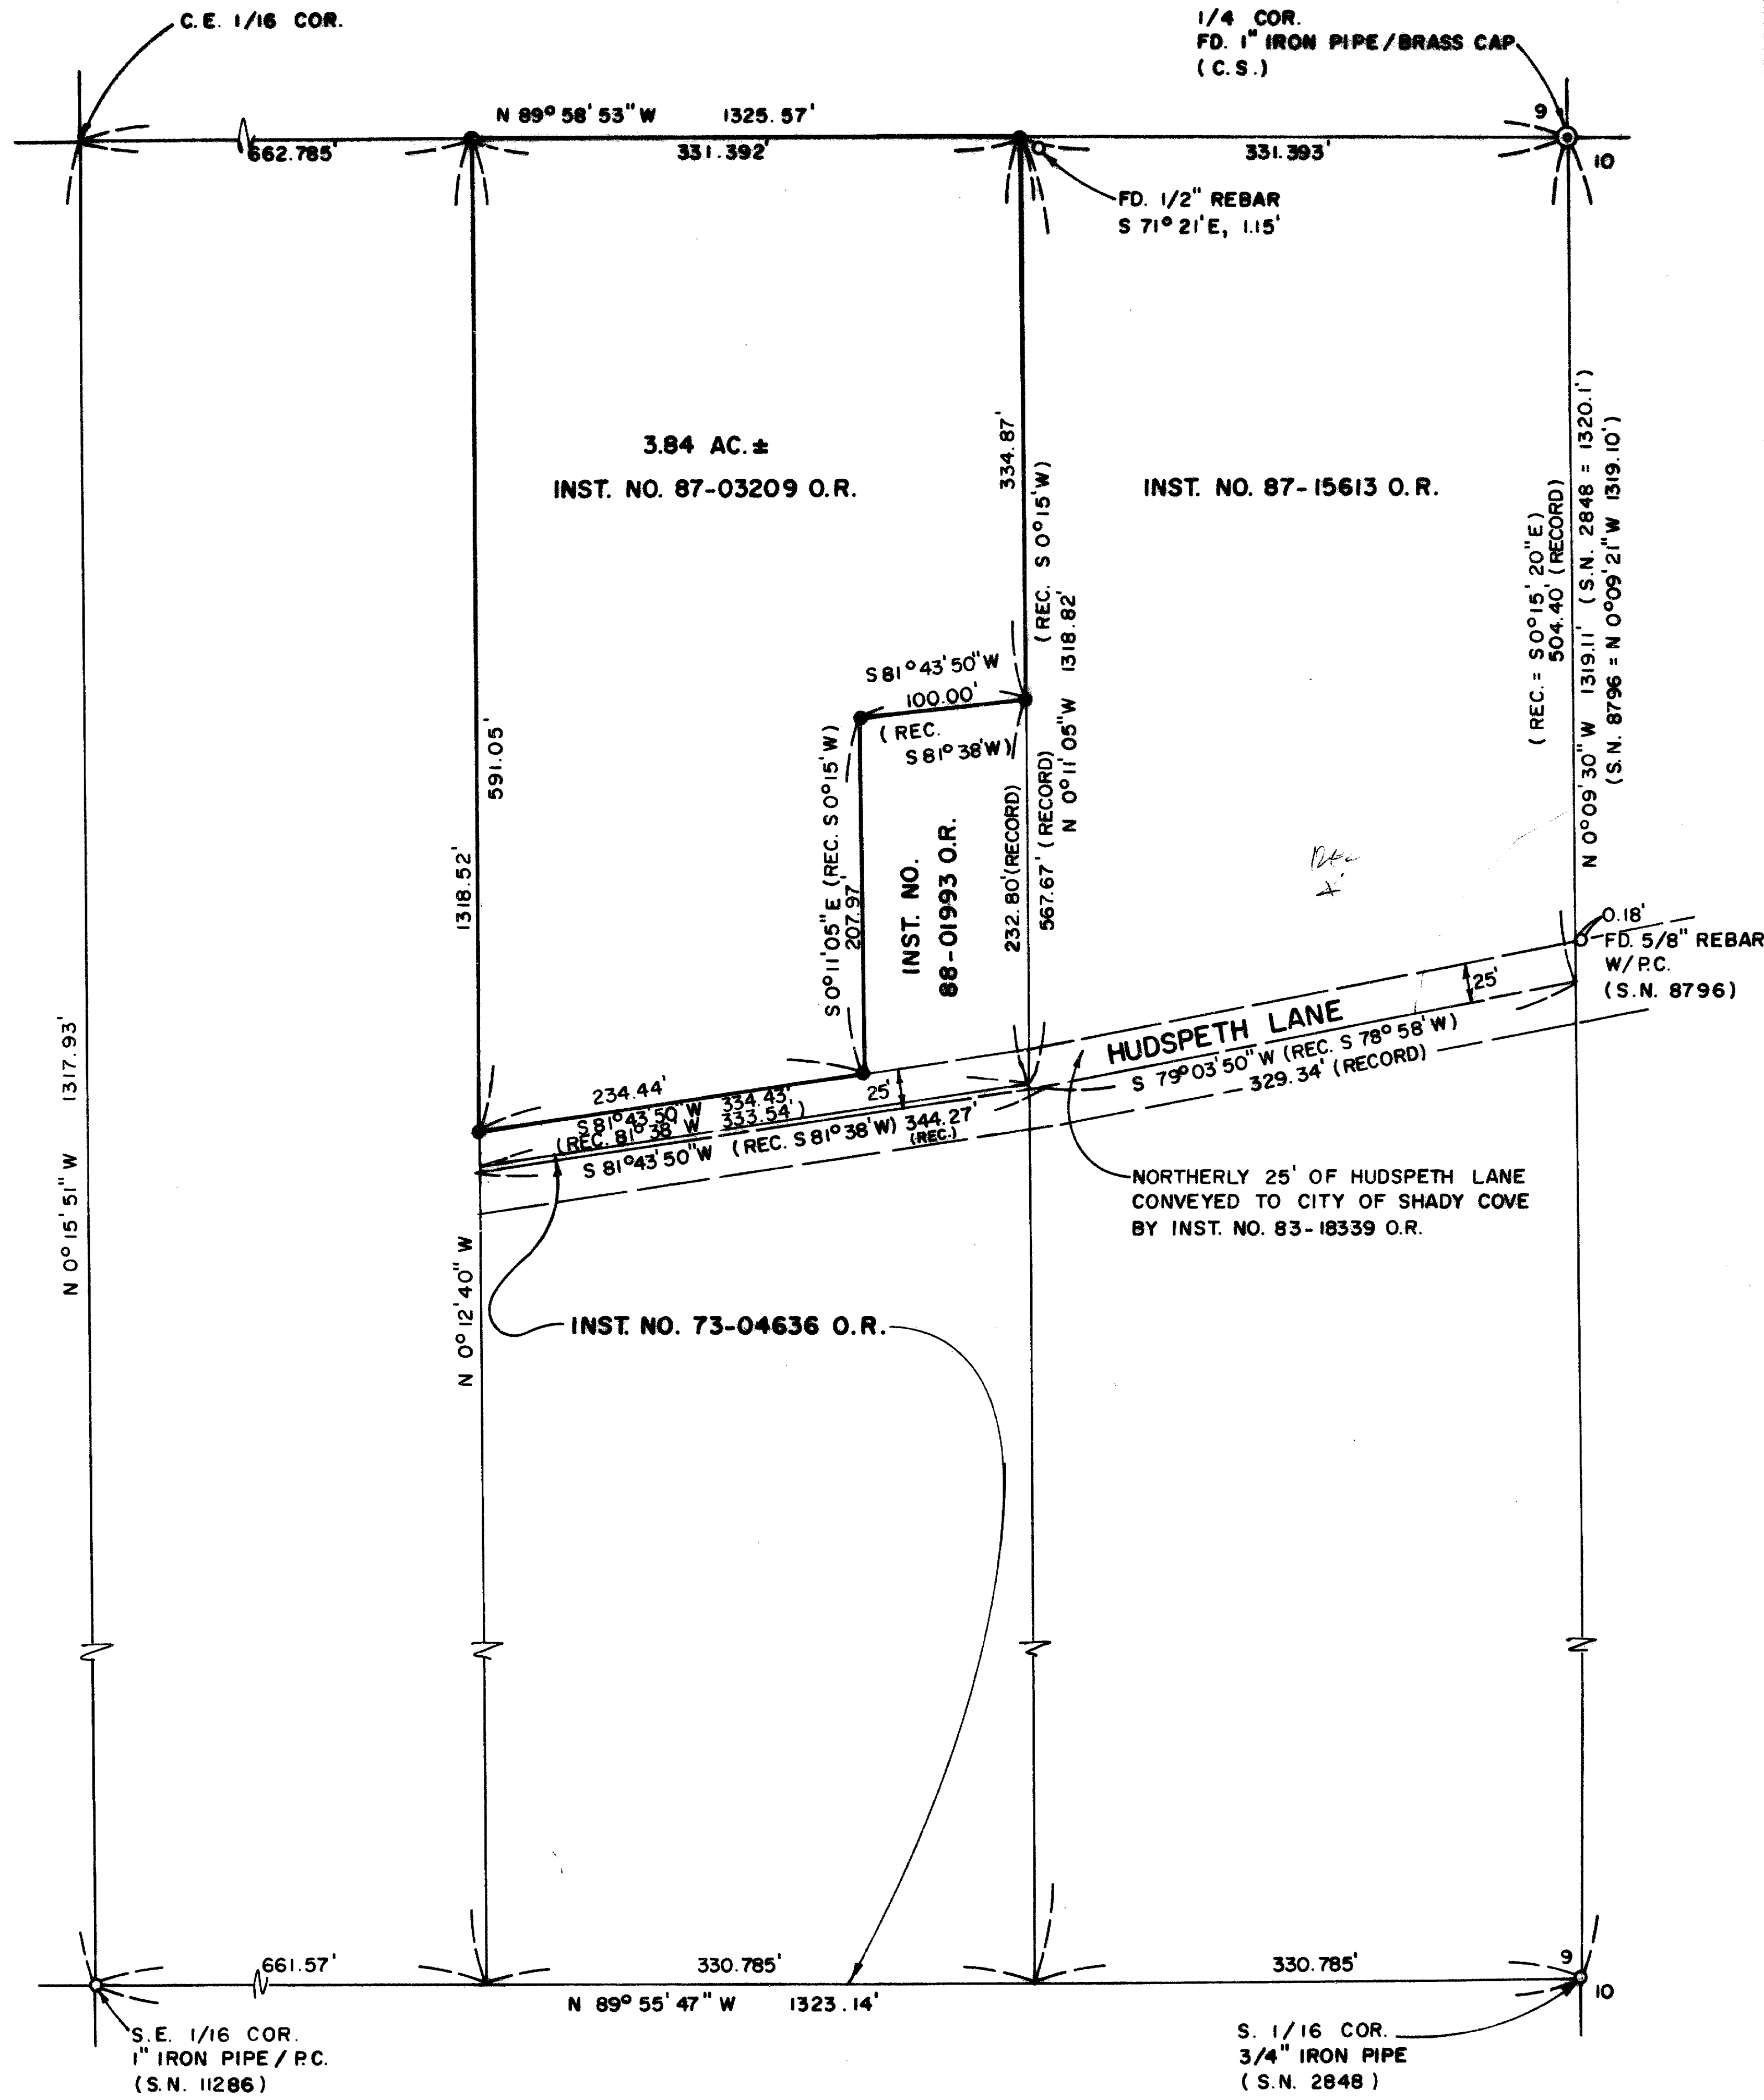 C.E. 1/16 COR.
1/4 COR.
FD. 1" IRON PIPE/BRASS CAP
(C.S.)
N 89° 58' 53" W 1325.57'
9
10
662.785'
331.392'
331.393'
FD. 1/2" REBAR
S 71° 21' E, 1.15'
3.84 AC. ±
INST. NO. 87-03209 O.R.
INST. NO. 87-15613 O.R.
334.87'
(REC. S 0° 15' W)
N 0° 11' 05" W 1318.82'
(REC. = S 0° 15' 20" E)
504.40' (RECORD)
N 0° 09' 30" W 1319.11' (S.N. 2848 = 1320.1')
(S.N. 8796 = N 0° 09' 21" W 1319.10')
591.05'
1318.52'
S 81° 43' 50" W
100.00'
(REC.
S 81° 38' W)
S 0° 11' 05" E (REC. S 0° 15' W)
207.97'
INST. NO.
88-01993 O.R.
232.80' (RECORD)
567.67' (RECORD)
0.18'
FD. 5/8" REBAR
W/P.C.
(S.N. 8796)
25'
HUDSPETH LANE
S 79° 03' 50" W (REC. S 78° 58' W)
329.34' (RECORD)
234.44'
25'
S 81° 43' 50" W 334.43'
(REC. 81° 38' W 333.54')
S 81° 43' 50" W (REC. S 81° 38' W) 344.27'
(REC.)
NORTHERLY 25' OF HUDSPETH LANE
CONVEYED TO CITY OF SHADY COVE
BY INST. NO. 83-18339 O.R.
N 0° 15' 51" W 1317.93'
N 0° 12' 40" W
INST. NO. 73-04636 O.R.
661.57'
330.785'
330.785'
9
10
N 89° 55' 47" W 1323.14'
S.E. 1/16 COR.
1" IRON PIPE / P.C.
(S.N. 11286)
S. 1/16 COR.
3/4" IRON PIPE
(S.N. 2848)